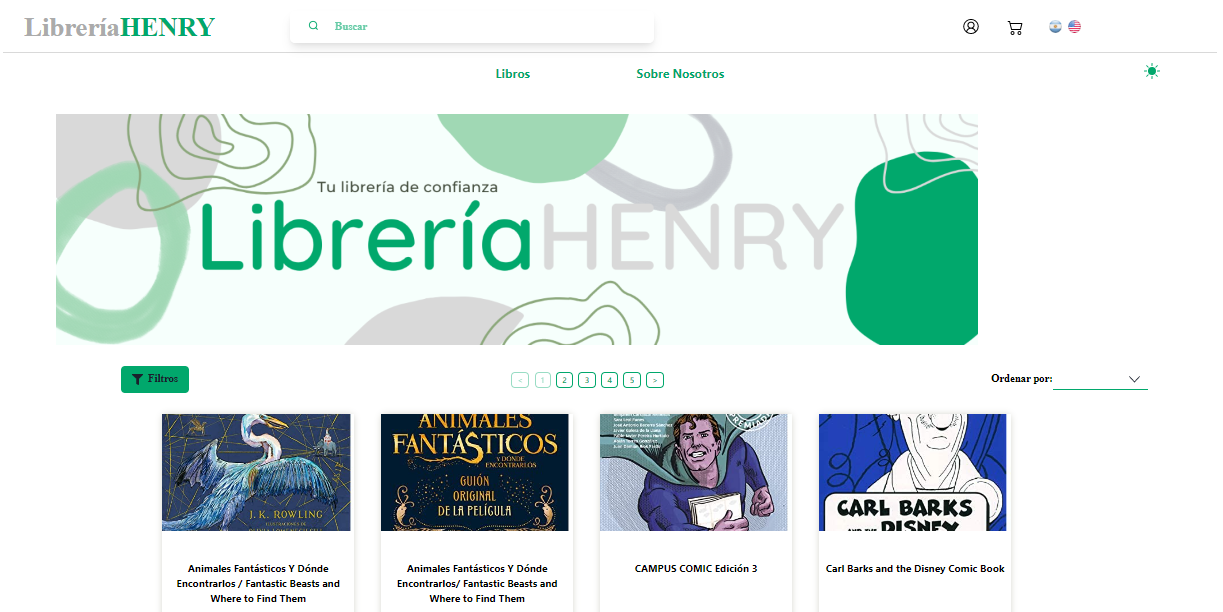 LibreríaHENRY
Buscar
Libros
Sobre Nosotros
Tu librería de confianza
LibreríaHENRY
Filtros
< 1 2 3 4 5 >
Ordenar por:
J. K. ROWLING
ILUSTRACIONES DE
ANIMALES
FANTÁSTICOS
Y DÓNDE
ENCONTRARLOS
GUIÓN
ORIGINAL
DE LA PELÍCULA
CARL BARKS
AND THE DISNEY
Animales Fantásticos Y Dónde
Encontrarlos / Fantastic Beasts and
Where to Find Them
Animales Fantásticos Y Dónde
Encontrarlos/ Fantastic Beasts and
Where to Find Them
CAMPUS COMIC Edición 3
Carl Barks and the Disney Comic Book